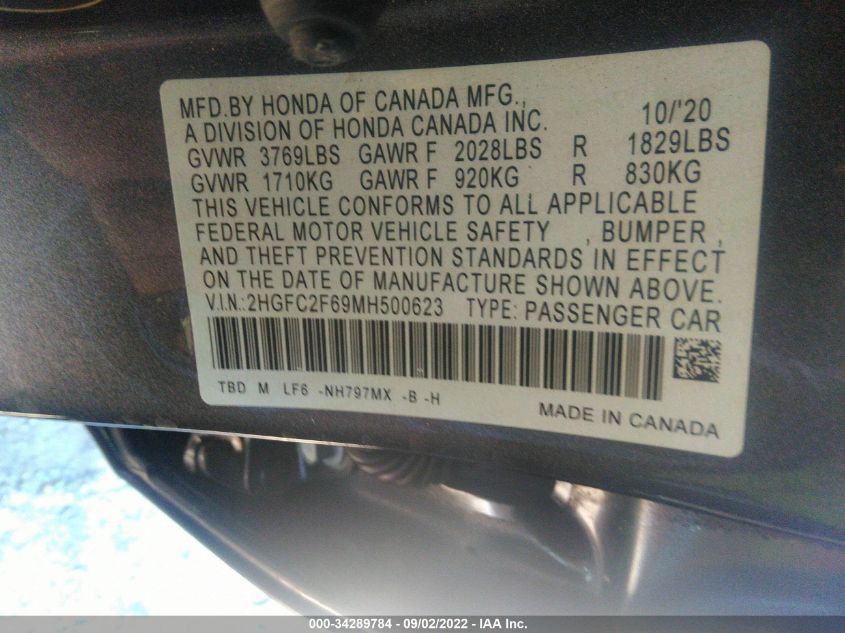 MFD.BY HONDA OF CANADA MFG., 10/'20
A DIVISION OF HONDA CANADA INC.
GVWR 3769LBS GAWR F 2028LBS R 1829LBS
GVWR 1710KG GAWR F 920KG R 830KG
THIS VEHICLE CONFORMS TO ALL APPLICABLE
FEDERAL MOTOR VEHICLE SAFETY , BUMPER ,
AND THEFT PREVENTION STANDARDS IN EFFECT
ON THE DATE OF MANUFACTURE SHOWN ABOVE.
V.I.N.:2HGFC2F69MH500623 TYPE: PASSENGER CAR
TBD M LF6 -NH797MX -B -H
MADE IN CANADA
000-34289784 - 09/02/2022 - IAA Inc.